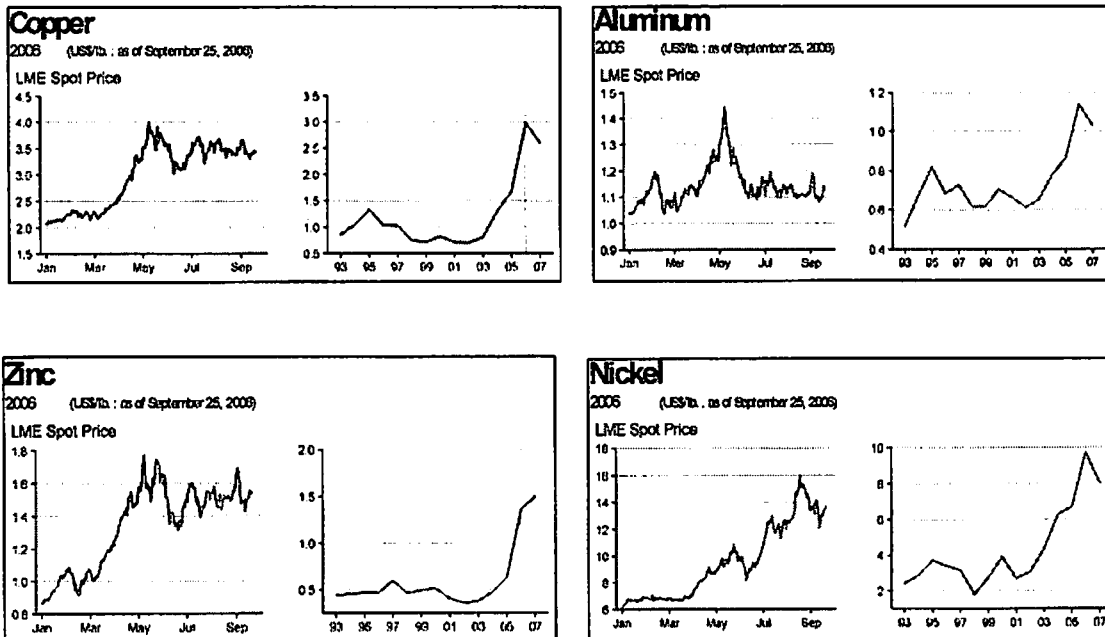 Copper
2006 (US$/lb. : as of September 25, 2006)
LME Spot Price
4.5
4.0
3.5
3.0
2.5
2.0
1.5
Jan Mar May Jul Sep
3.5
3.0
2.5
2.0
1.5
1.0
0.5
93 95 97 99 01 03 05 07
Aluminum
2006 (US$/lb. : as of September 25, 2006)
LME Spot Price
1.5
1.4
1.3
1.2
1.1
1.0
0.9
Jan Mar May Jul Sep
1.2
1.0
0.8
0.6
0.4
93 95 97 99 01 03 05 07
Zinc
2006 (US$/lb. : as of September 25, 2006)
LME Spot Price
1.8
1.6
1.4
1.2
1.0
0.8
Jan Mar May Jul Sep
2.0
1.5
1.0
0.5
93 95 97 99 01 03 05 07
Nickel
2006 (US$/lb. : as of September 25, 2006)
LME Spot Price
18
16
14
12
10
8
6
Jan Mar May Jul Sep
10
8
6
4
2
93 95 97 99 01 03 05 07